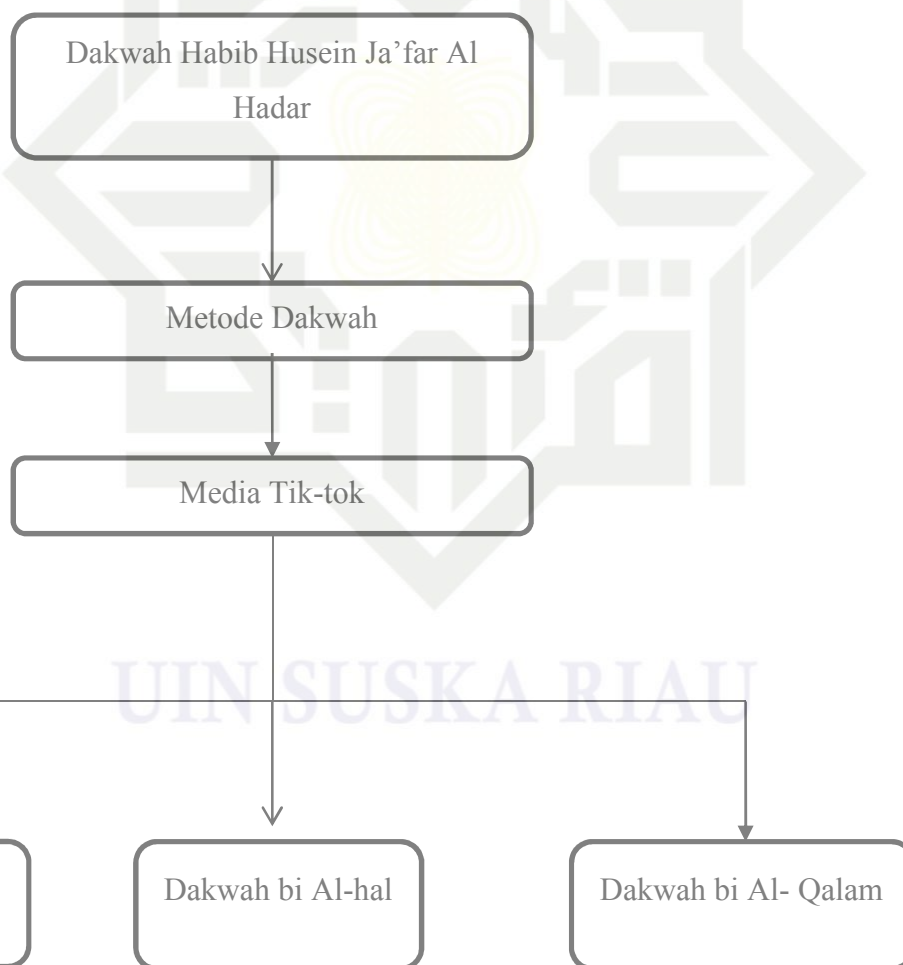 Dakwah Habib Husein Ja’far Al
Hadar
Metode Dakwah
Media Tik-tok
UIN SUSKA RIAU
Dakwah bi Al-hal
Dakwah bi Al- Qalam